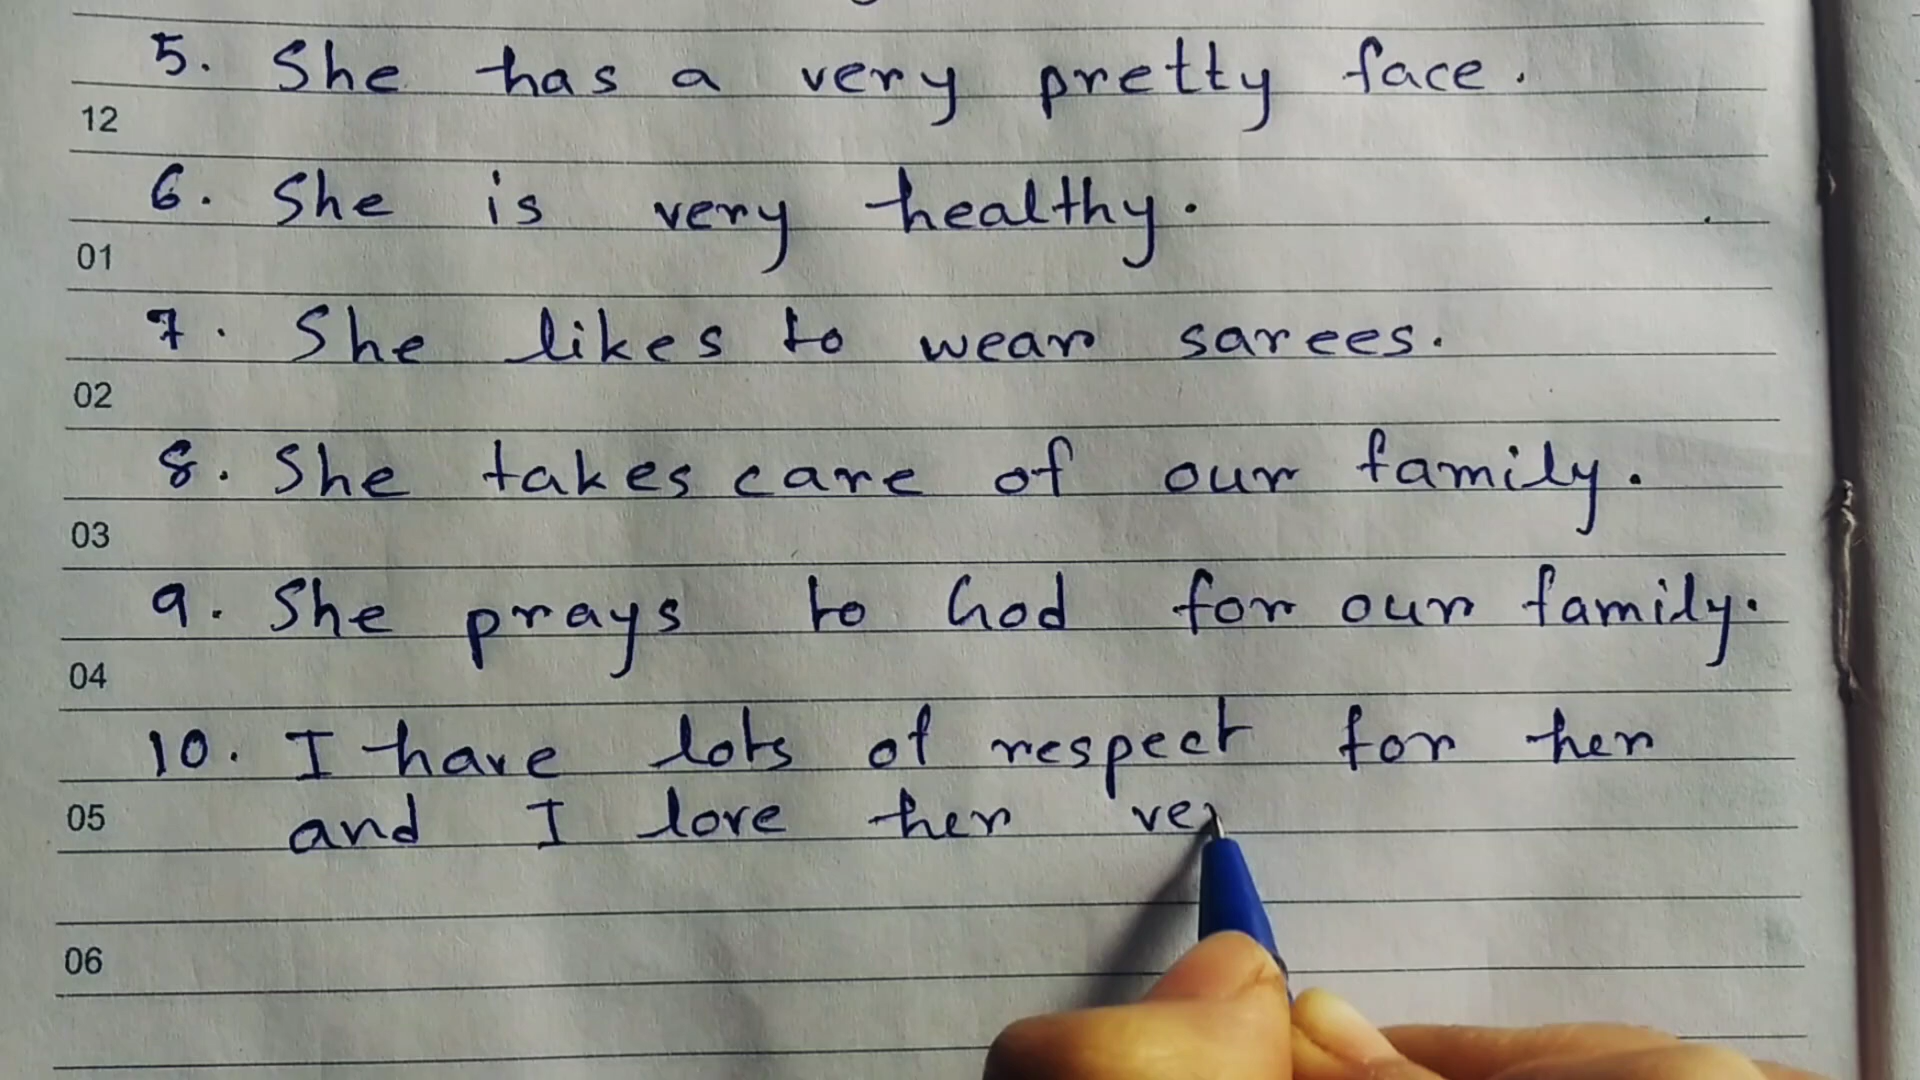 5. She has a very pretty face.
12
6. She is very healthy.
01
7. She likes to wear sarees.
02
8. She takes care of our family.
03
9. She prays to God for our family.
04
10. I have lots of respect for her
05 and I love her ve
06